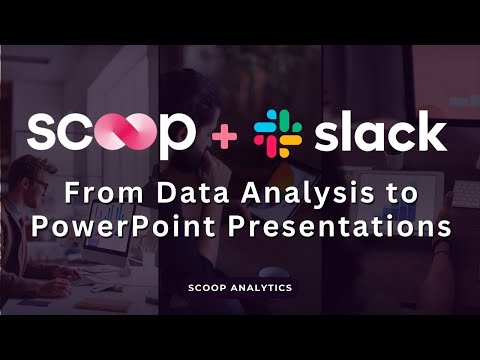 scoop + slack
From Data Analysis to
PowerPoint Presentations
SCOOP ANALYTICS